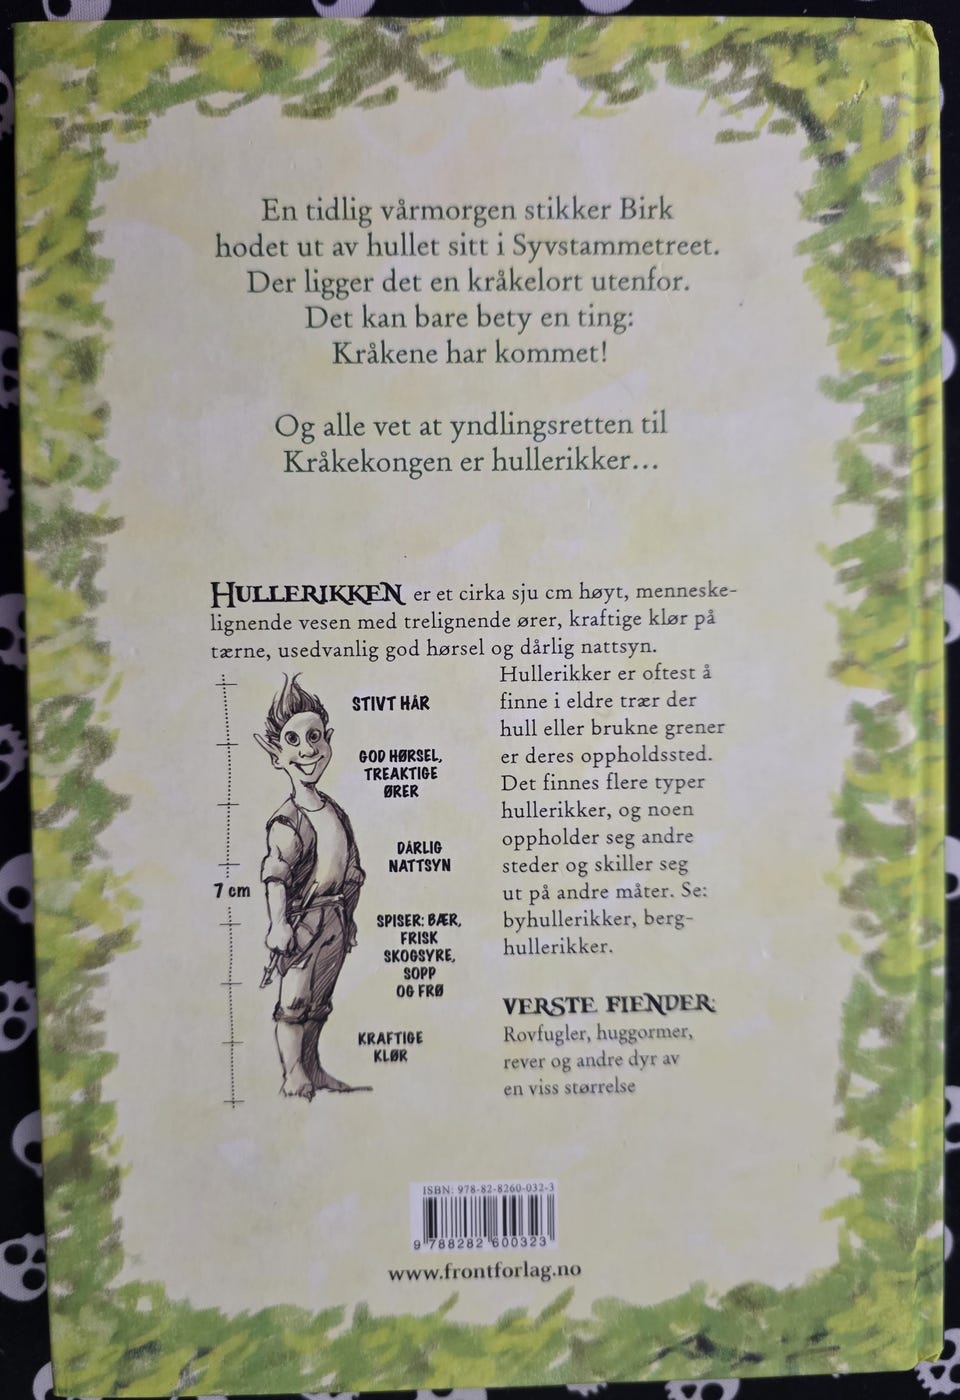 En tidlig vårmorgen stikker Birk
hodet ut av hullet sitt i Syvstammetreet.
Der ligger det en kråkelort utenfor.
Det kan bare bety en ting:
Kråkene har kommet!
Og alle vet at yndlingsretten til
Kråkekongen er hullerikker...
HULLERIKKEN er et cirka sju cm høyt, menneske-
lignende vesen med trelignende ører, kraftige klør på
tærne, usedvanlig god hørsel og dårlig nattsyn.
Hullerikker er oftest å
finne i eldre trær der
hull eller brukne grener
er deres oppholdssted.
Det finnes flere typer
hullerikker, og noen
oppholder seg andre
steder og skiller seg
ut på andre måter. Se:
byhullerikker, berg-
hullerikker.
STIVT HÅR
GOD HØRSEL,
TREAKTIGE
ØRER
DÅRLIG
NATTSYN
7 cm
SPISER: BÆR,
FRISK
SKOGSYRE,
SOPP
OG FRØ
KRAFTIGE
KLØR
VERSTE FIENDER:
Rovfugler, huggormer,
rever og andre dyr av
en viss størrelse
ISBN: 978-82-8260-032-3
9 788282 600323
www.frontforlag.no